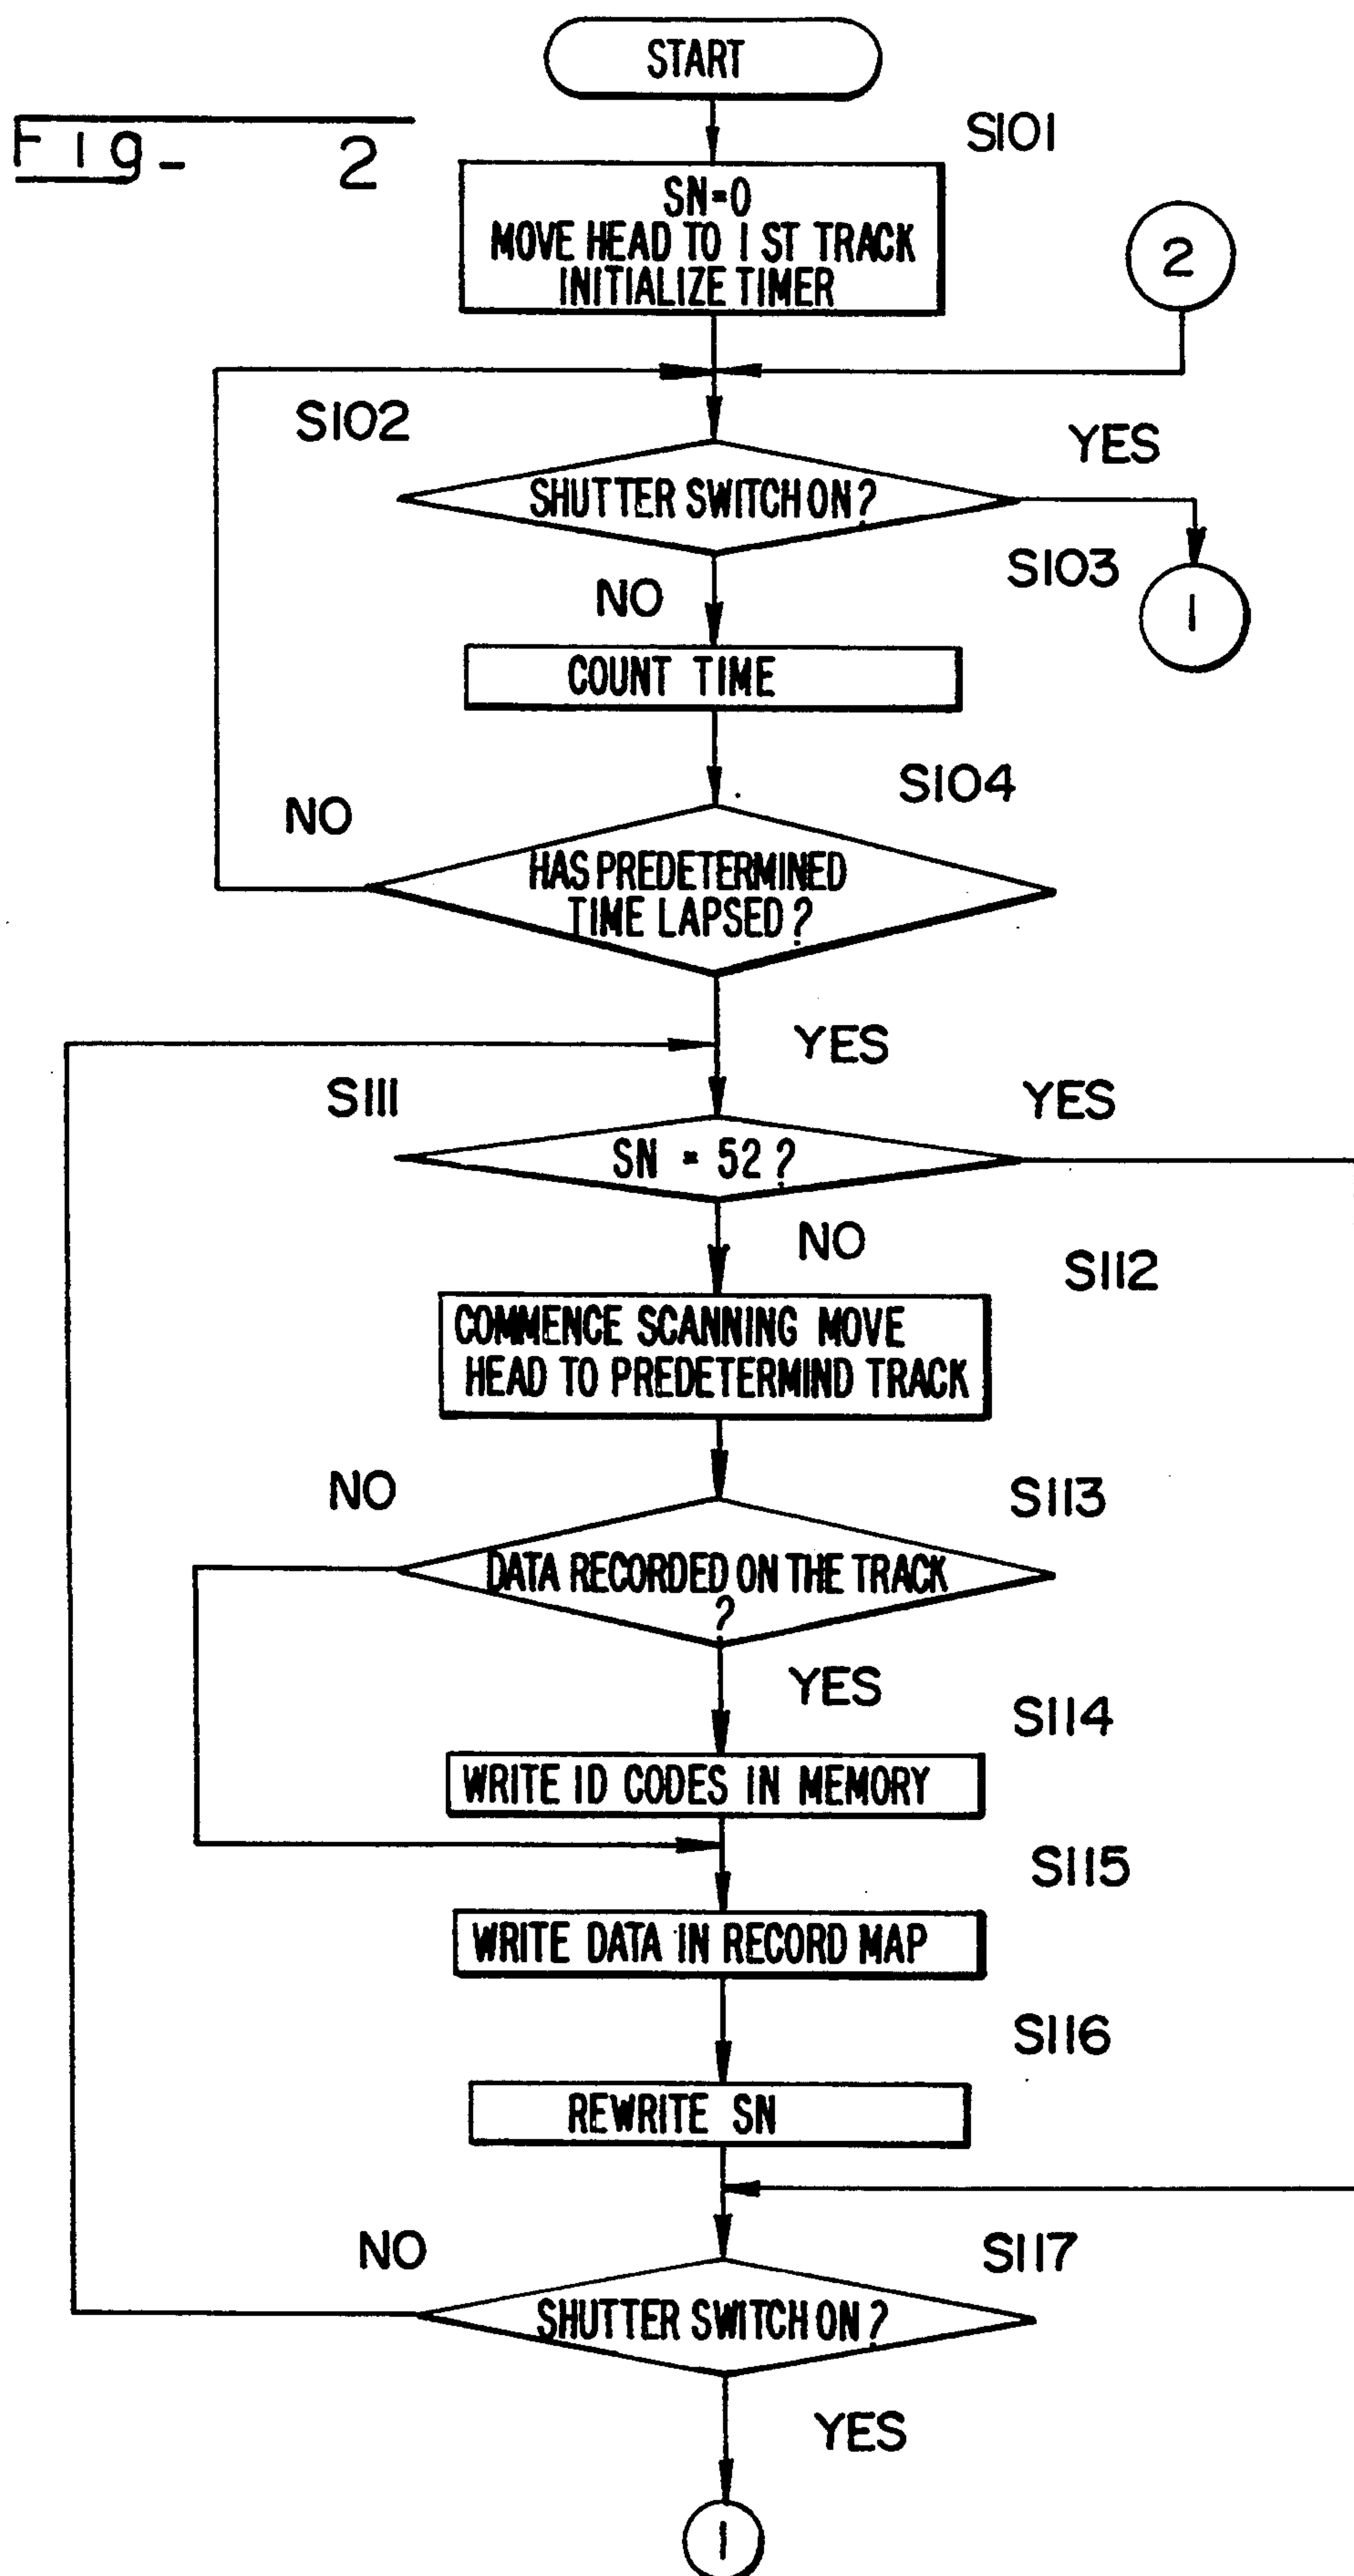 START
Fig- 2
S101
SN=0
MOVE HEAD TO 1 ST TRACK
INITIALIZE TIMER
2
S102
YES
SHUTTER SWITCH ON?
S103
NO
1
COUNT TIME
S104
NO
HAS PREDETERMINED
TIME LAPSED?
YES
S111
YES
SN = 52?
NO
S112
COMMENCE SCANNING MOVE
HEAD TO PREDETERMIND TRACK
NO
S113
DATA RECORDED ON THE TRACK
?
YES
S114
WRITE ID CODES IN MEMORY
S115
WRITE DATA IN RECORD MAP
S116
REWRITE SN
NO
S117
SHUTTER SWITCH ON?
YES
1